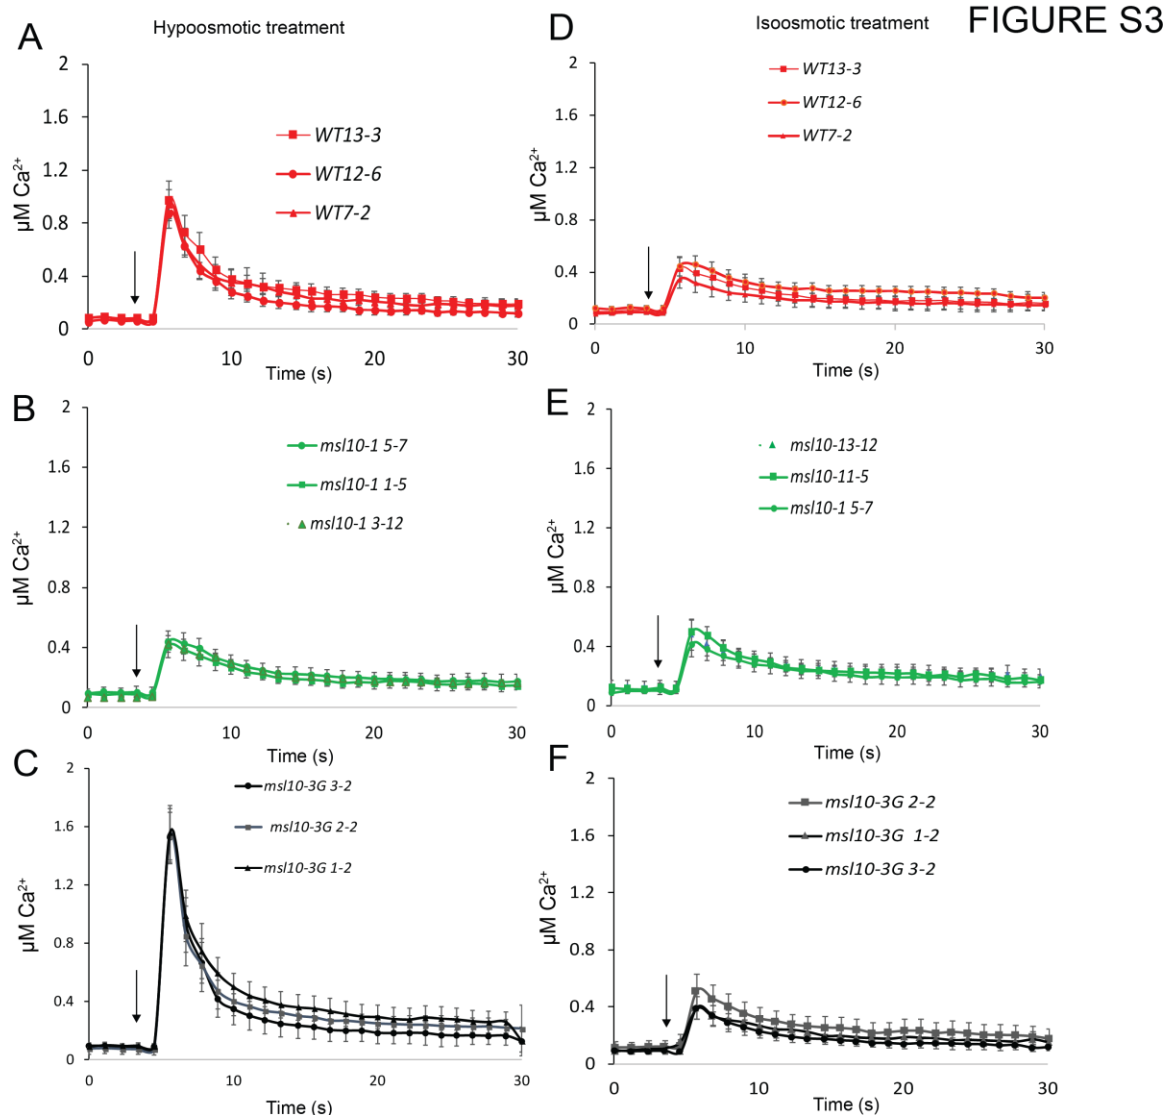 FIGURE S3
A
Hypoosmotic treatment
2
1.6
1.2
0.8
0.4
0
µM Ca²⁺
WT13-3
WT12-6
WT7-2
0 10 20 30
Time (s)
D
Isoosmotic treatment
2
1.6
1.2
0.8
0.4
0
µM Ca²⁺
WT13-3
WT12-6
WT7-2
0 10 20 30
Time (s)
B
2
1.6
1.2
0.8
0.4
0
µM Ca²⁺
msl10-1 5-7
msl10-1 1-5
msl10-1 3-12
0 10 20 30
Time (s)
E
2
1.6
1.2
0.8
0.4
0
µM Ca²⁺
msl10-13-12
msl10-11-5
msl10-1 5-7
0 10 20 30
Time (s)
C
2
1.6
1.2
0.8
0.4
0
µM Ca²⁺
msl10-3G 3-2
msl10-3G 2-2
msl10-3G 1-2
0 10 20 30
Time (s)
F
2
1.6
1.2
0.8
0.4
0
µM Ca²⁺
msl10-3G 2-2
msl10-3G 1-2
msl10-3G 3-2
0 10 20 30
Time (s)